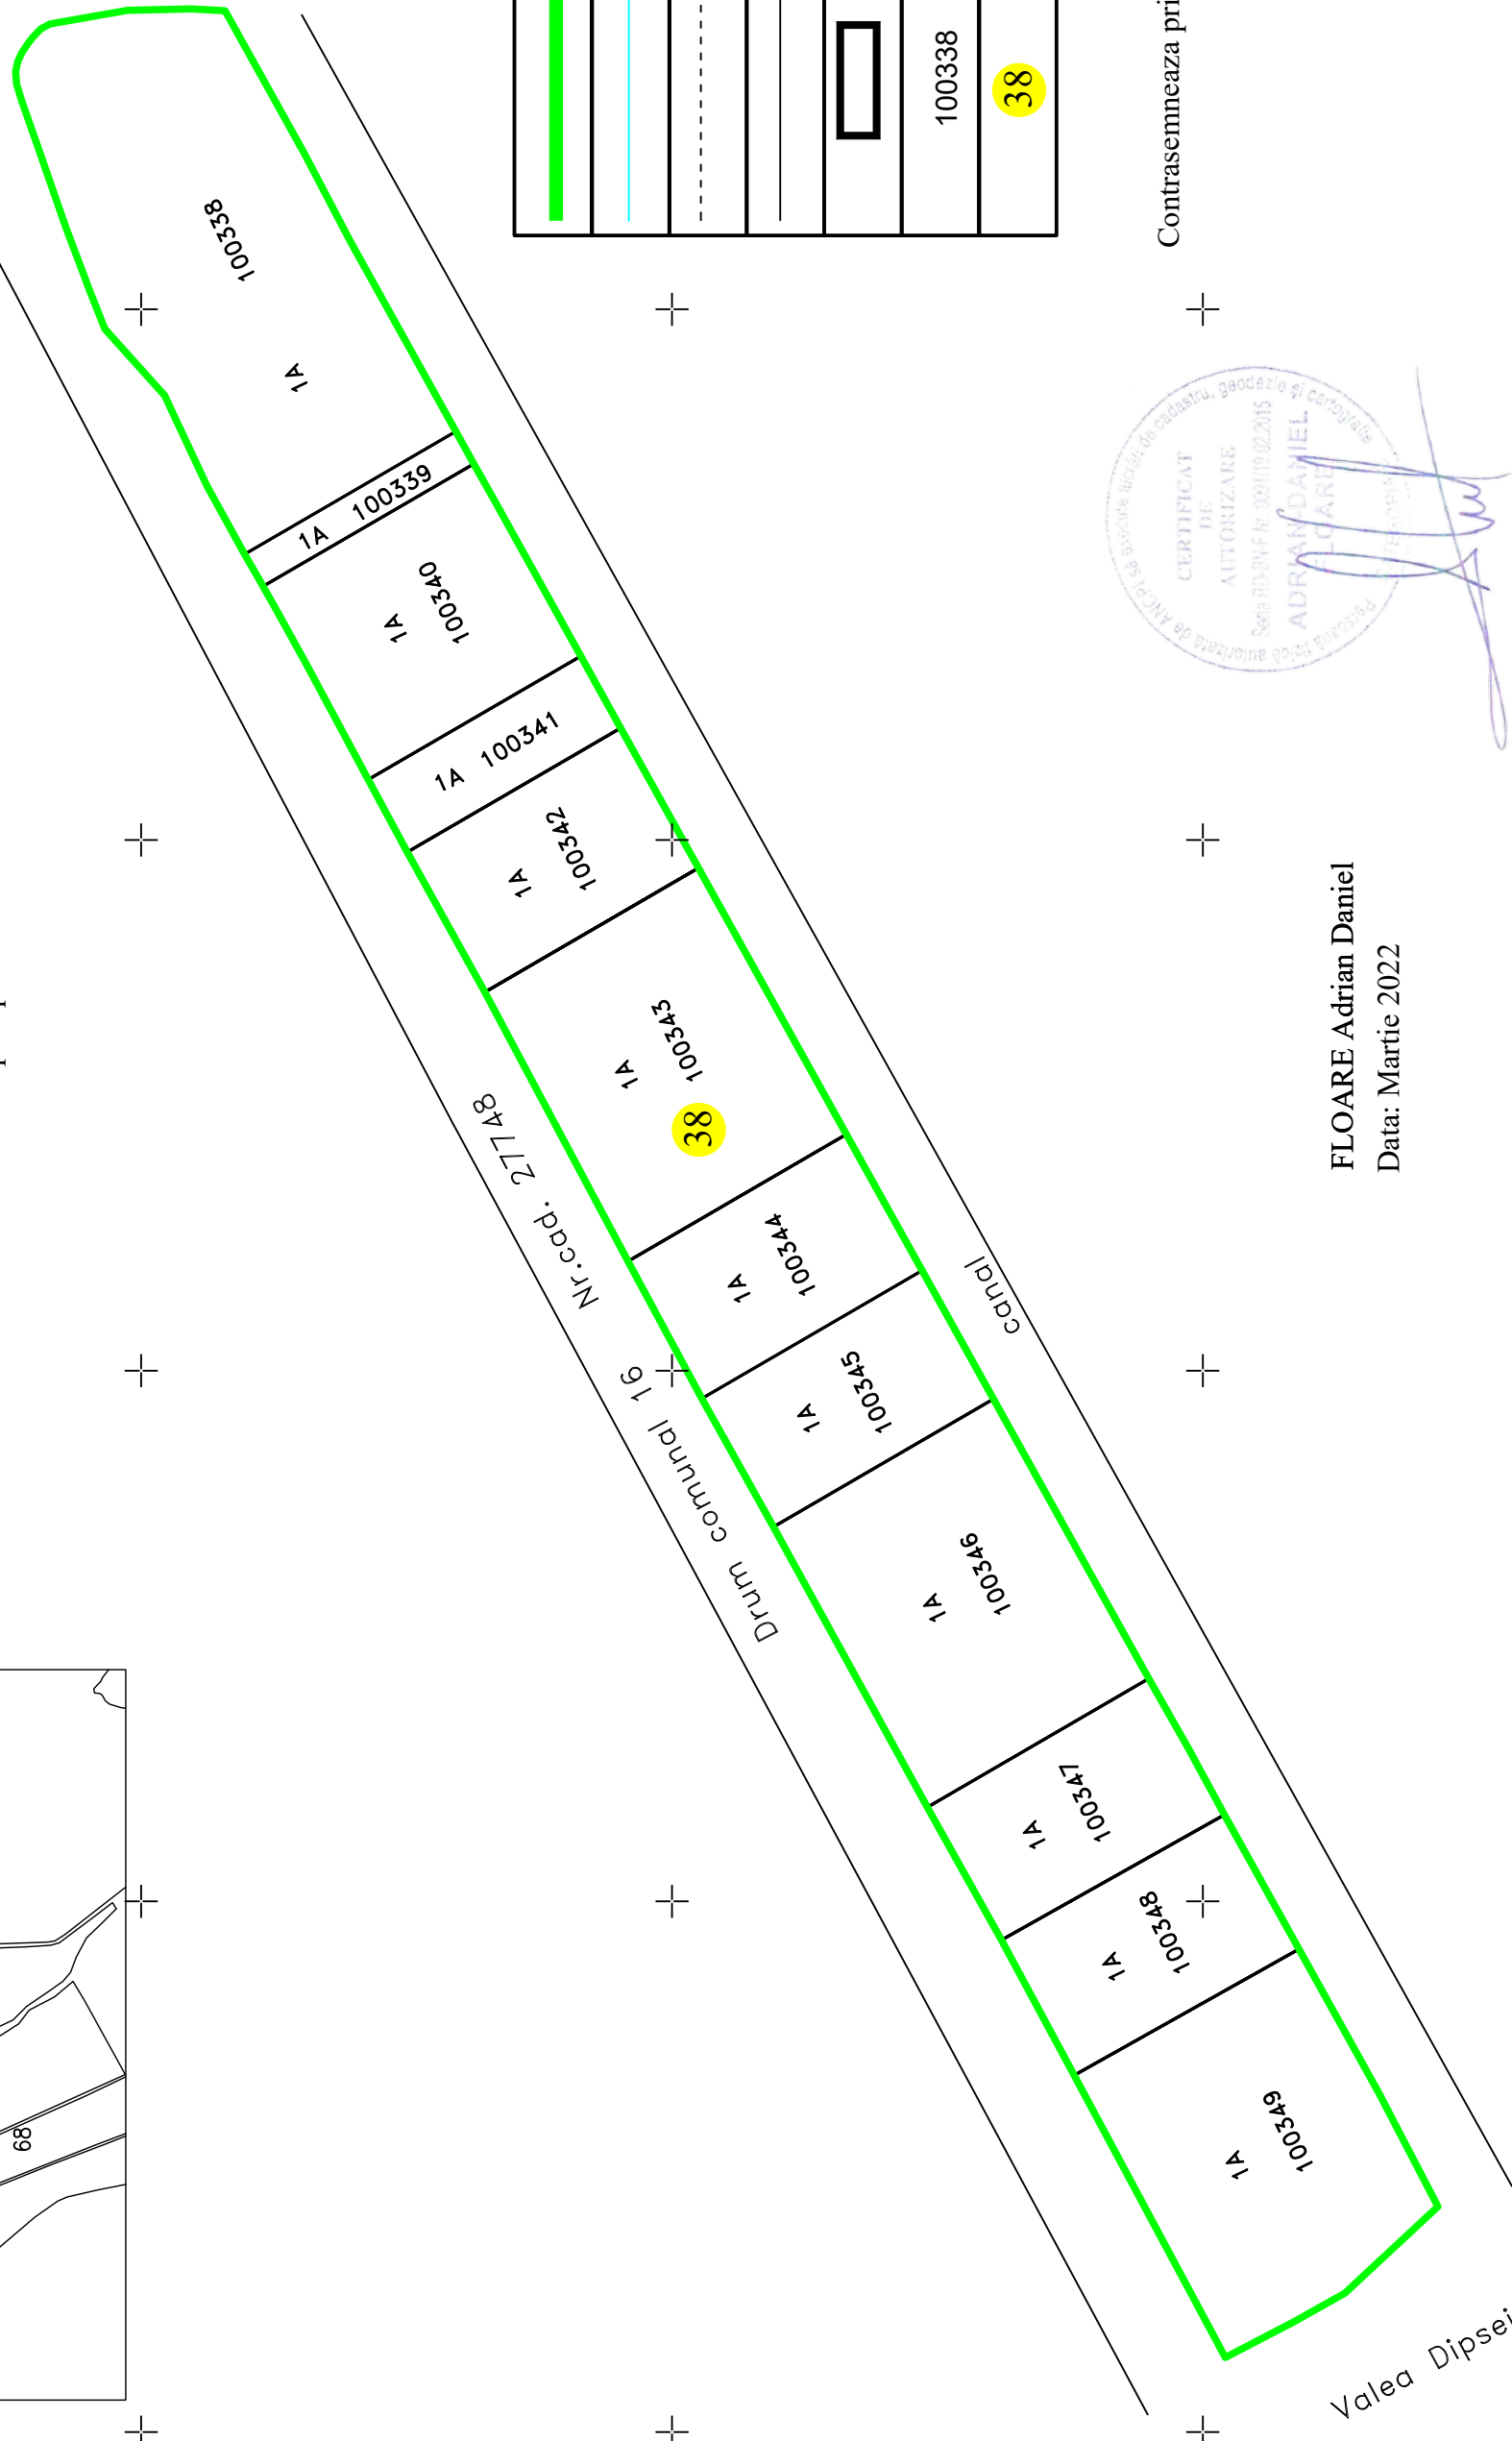 100338
1A
1A 100339
1A
100340
1A 100341
1A
100342
1A
100343
38
1A
100344
1A
100345
1A
100346
1A
100347
1A
100348
1A
100349
Drum comunal 16 Nr.cad. 27748
canal
Valea Dipsei
68
100338
38
Contrasemneaza pri
CERTIFICAT
DE
AUTORIZARE
ADRIAN-DANIEL
FLOARE
FLOARE Adrian Daniel
Data: Martie 2022